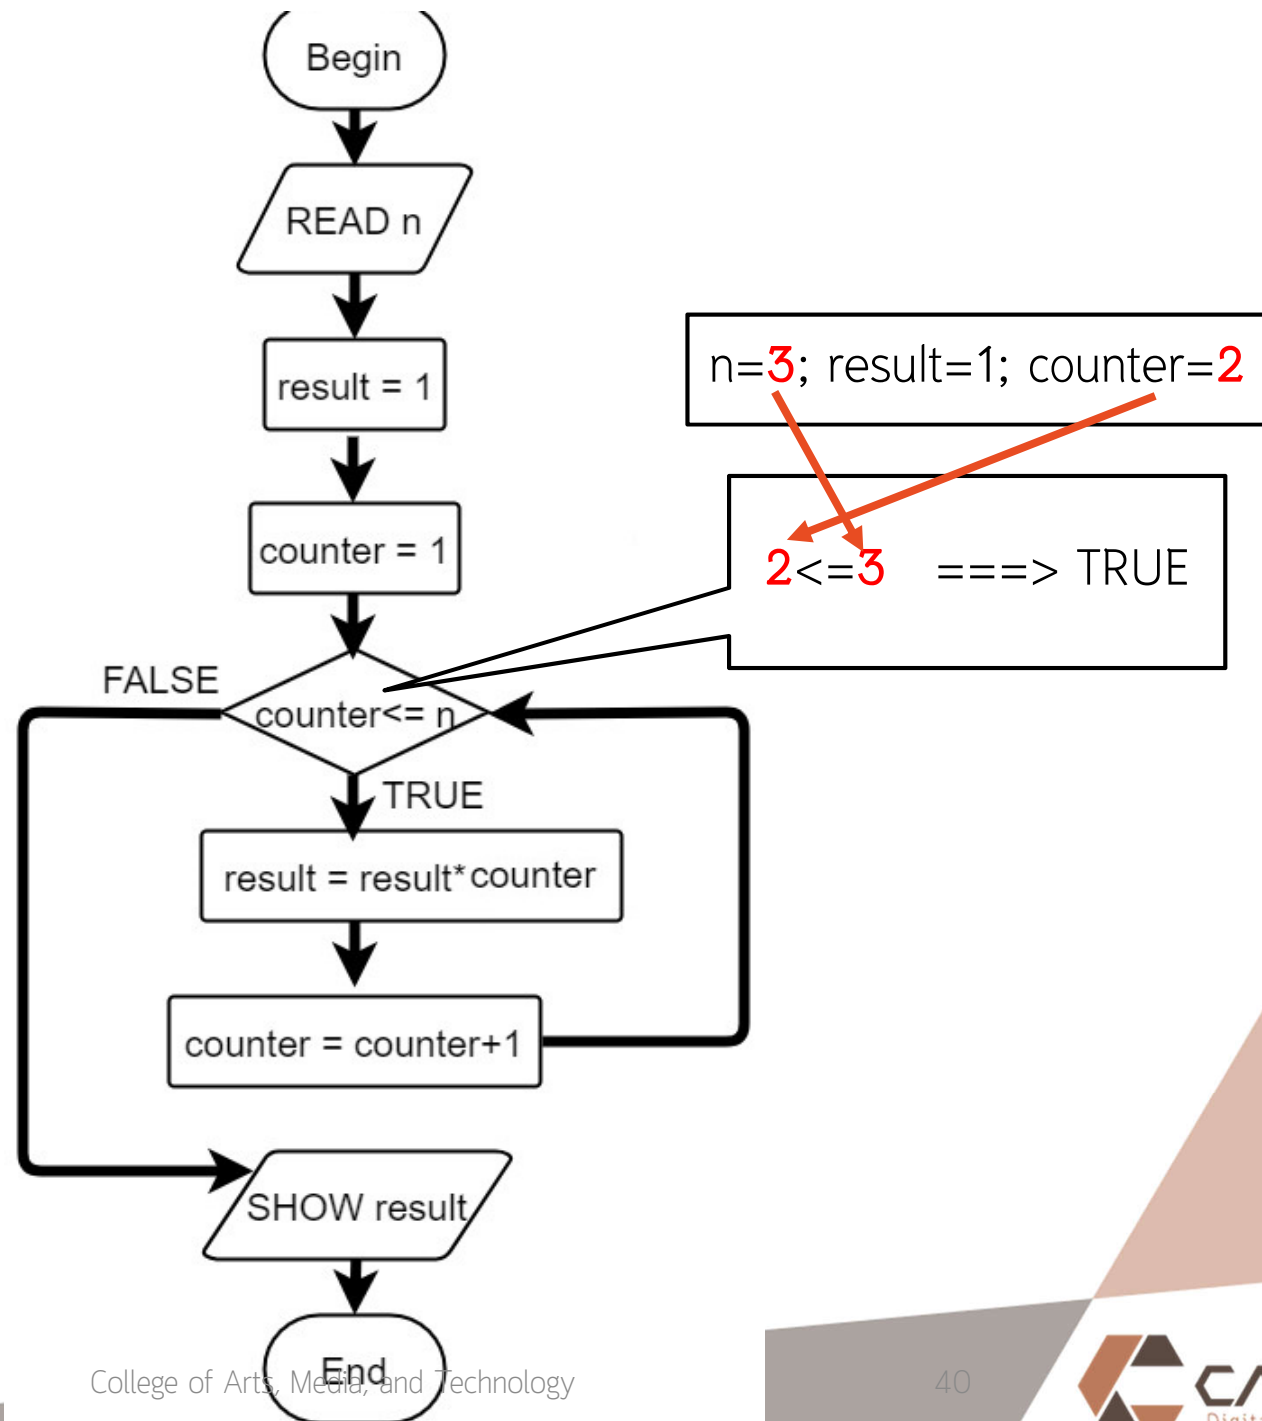 Begin
READ n
result = 1
n=3; result=1; counter=2
counter = 1
2<=3 ===> TRUE
FALSE
counter<= n
TRUE
result = result*counter
counter = counter+1
SHOW result
End
College of Arts, Media, and Technology
40